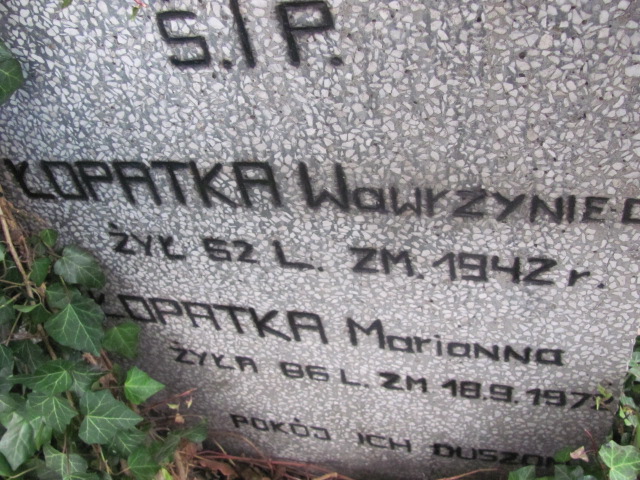 Ś.†P.
ŁOPATKA WawrzyniEC
ŻYŁ 62 L. ZM. 1942 r.
ŁOPATKA Marianna
ŻYŁA 86 L. ZM 18.9.197
POKÓJ ICH DUSZOM